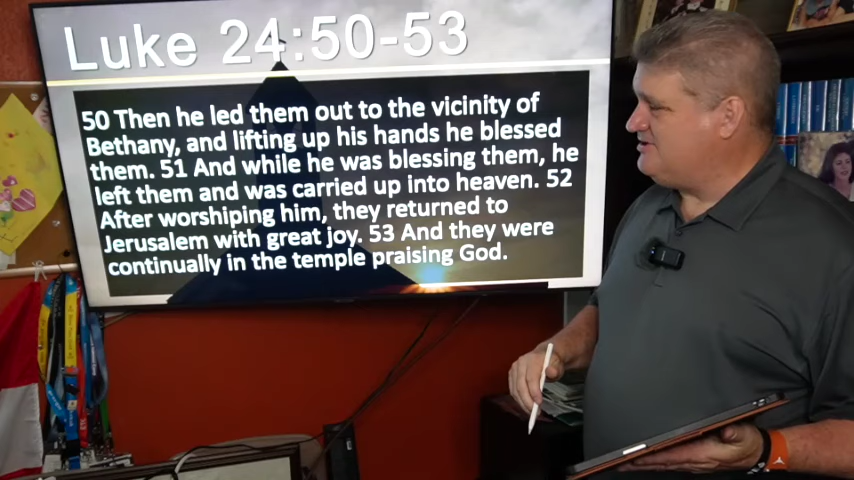 Luke 24:50-53
50 Then he led them out to the vicinity of
Bethany, and lifting up his hands he blessed
them. 51 And while he was blessing them, he
left them and was carried up into heaven. 52
After worshiping him, they returned to
Jerusalem with great joy. 53 And they were
continually in the temple praising God.